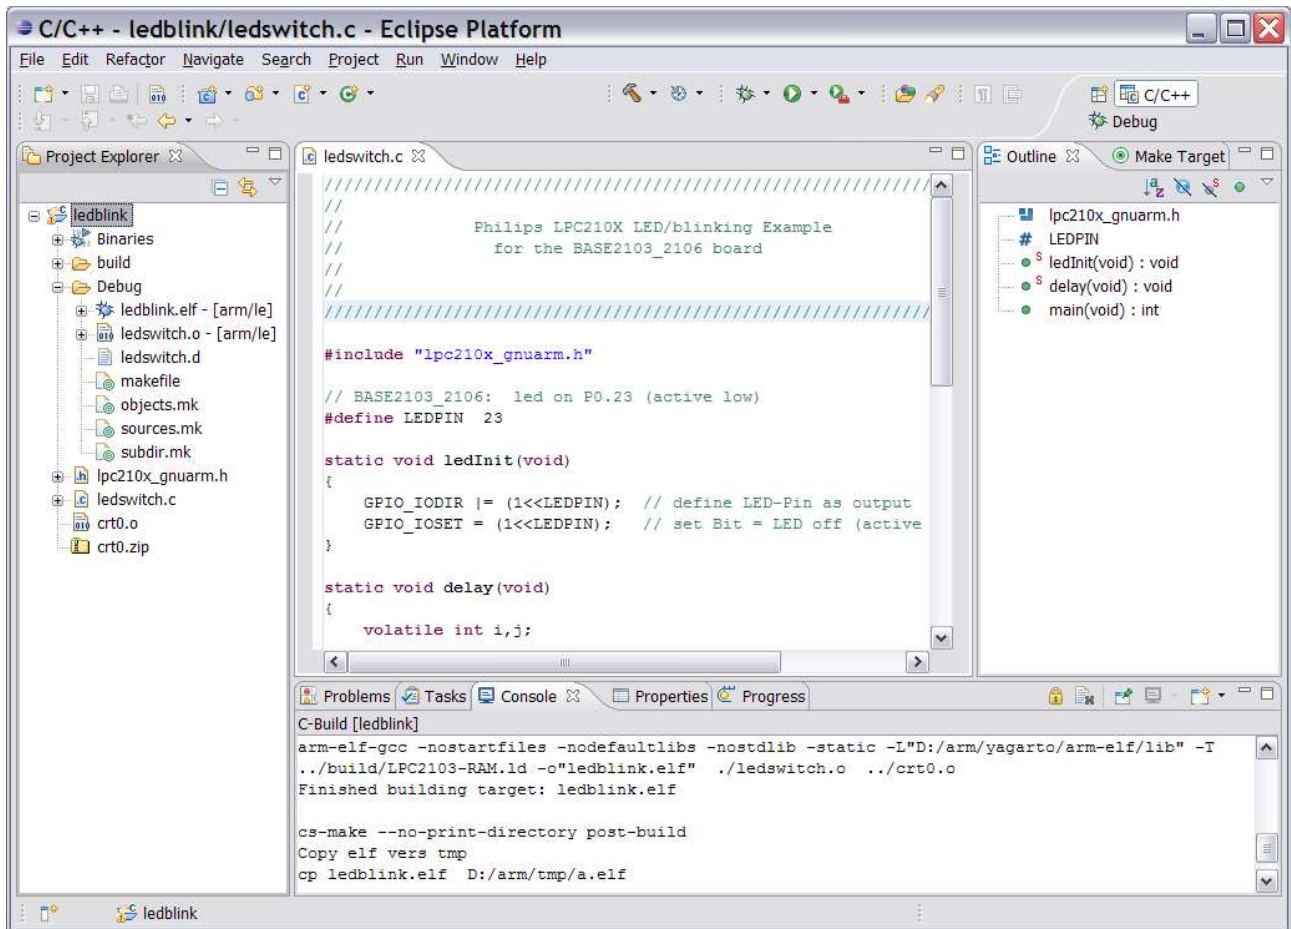 C/C++ - ledblink/ledswitch.c - Eclipse Platform
File Edit Refactor Navigate Search Project Run Window Help
C/C++
Debug
Project Explorer
ledblink
Binaries
build
Debug
ledblink.elf - [arm/le]
ledswitch.o - [arm/le]
ledswitch.d
makefile
objects.mk
sources.mk
subdir.mk
lpc210x_gnuarm.h
ledswitch.c
crt0.o
crt0.zip
ledswitch.c
/////////////////////////////////////////////////////////////
//
// Philips LPC210X LED/blinking Example
// for the BASE2103_2106 board
//
//
/////////////////////////////////////////////////////////////
#include "lpc210x_gnuarm.h"
// BASE2103_2106: led on P0.23 (active low)
#define LEDPIN 23
static void ledInit(void)
{
GPIO_IODIR |= (1<<LEDPIN); // define LED-Pin as output
GPIO_IOSET = (1<<LEDPIN); // set Bit = LED off (active
}
static void delay(void)
{
volatile int i,j;
Outline Make Target
lpc210x_gnuarm.h
LEDPIN
ledInit(void) : void
delay(void) : void
main(void) : int
Problems Tasks Console Properties Progress
C-Build [ledblink]
arm-elf-gcc -nostartfiles -nodefaultlibs -nostdlib -static -L"D:/arm/yagarto/arm-elf/lib" -T
../build/LPC2103-RAM.ld -o"ledblink.elf" ./ledswitch.o ../crt0.o
Finished building target: ledblink.elf
cs-make --no-print-directory post-build
Copy elf vers tmp
cp ledblink.elf D:/arm/tmp/a.elf
ledblink